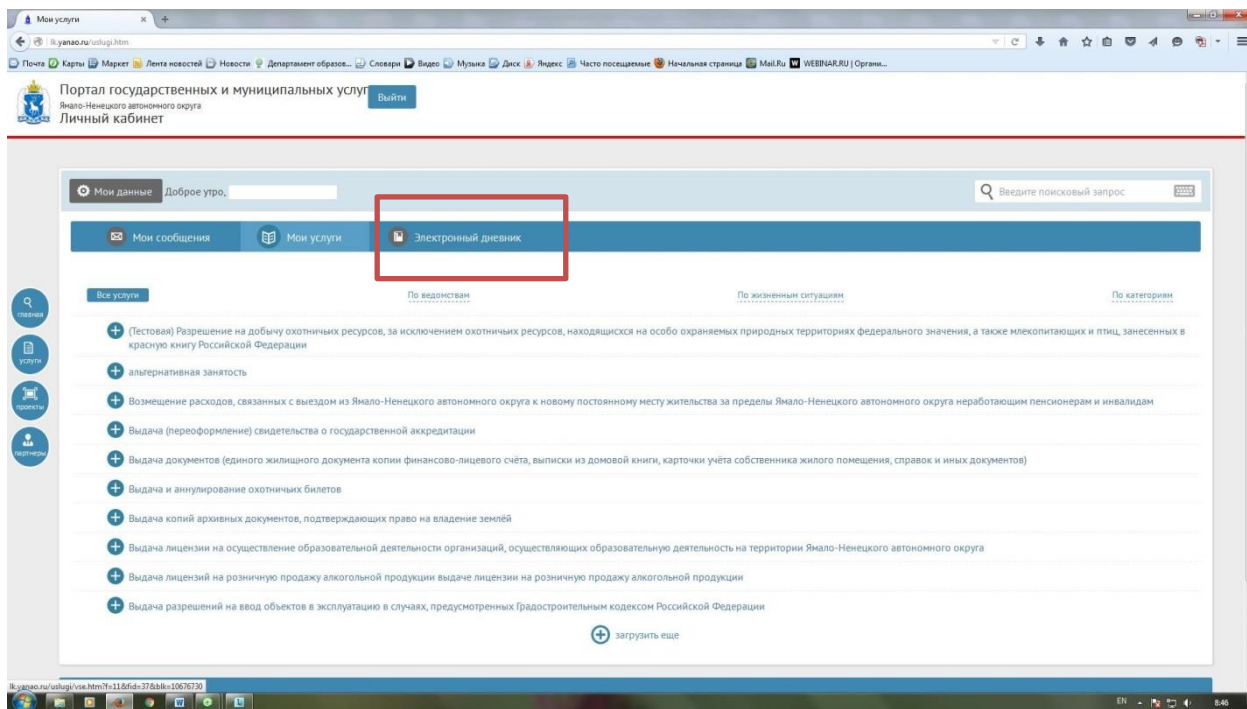 Мои услуги
lk.yanao.ru/uslugi.htm
Почта Карты Маркет Лента новостей Новости Департамент образов... Словари Видео Музыка Диск Яндекс Часто посещаемые Начальная страница Mail.Ru WEBINAR.RU | Органи...
Портал государственных и муниципальных услуг
Ямало-Ненецкого автономного округа
Личный кабинет
Выйти
Мои данные Доброе утро,
Введите поисковый запрос
Мои сообщения Мои услуги Электронный дневник
главная
услуги
проекты
партнеры
Все услуги По ведомствам По жизненным ситуациям По категориям
(Тестовая) Разрешение на добычу охотничьих ресурсов, за исключением охотничьих ресурсов, находящисхся на особо охраняемых природных территориях федерального значения, а также млекопитающих и птиц, занесенных в
красную книгу Российской Федерации
альтернативная занятость
Возмещение расходов, связанных с выездом из Ямало-Ненецкого автономного округа к новому постоянному месту жительства за пределы Ямало-Ненецкого автономного округа неработающим пенсионерам и инвалидам
Выдача (переоформление) свидетельства о государственной аккредитации
Выдача документов (единого жилищного документа копии финансово-лицевого счёта, выписки из домовой книги, карточки учёта собственника жилого помещения, справок и иных документов)
Выдача и аннулирование охотничьих билетов
Выдача копий архивных документов, подтверждающих право на владение землёй
Выдача лицензии на осуществление образовательной деятельности организаций, осуществляющих образовательную деятельность на территории Ямало-Ненецкого автономного округа
Выдача лицензий на розничную продажу алкогольной продукции выдаче лицензии на розничную продажу алкогольной продукции
Выдача разрешений на ввод объектов в эксплуатацию в случаях, предусмотренных Градостроительным кодексом Российской Федерации
загрузить еще
lk.yanao.ru/uslugi/vse.htm?f=11&fid=37&blk=10676730
EN 8:46